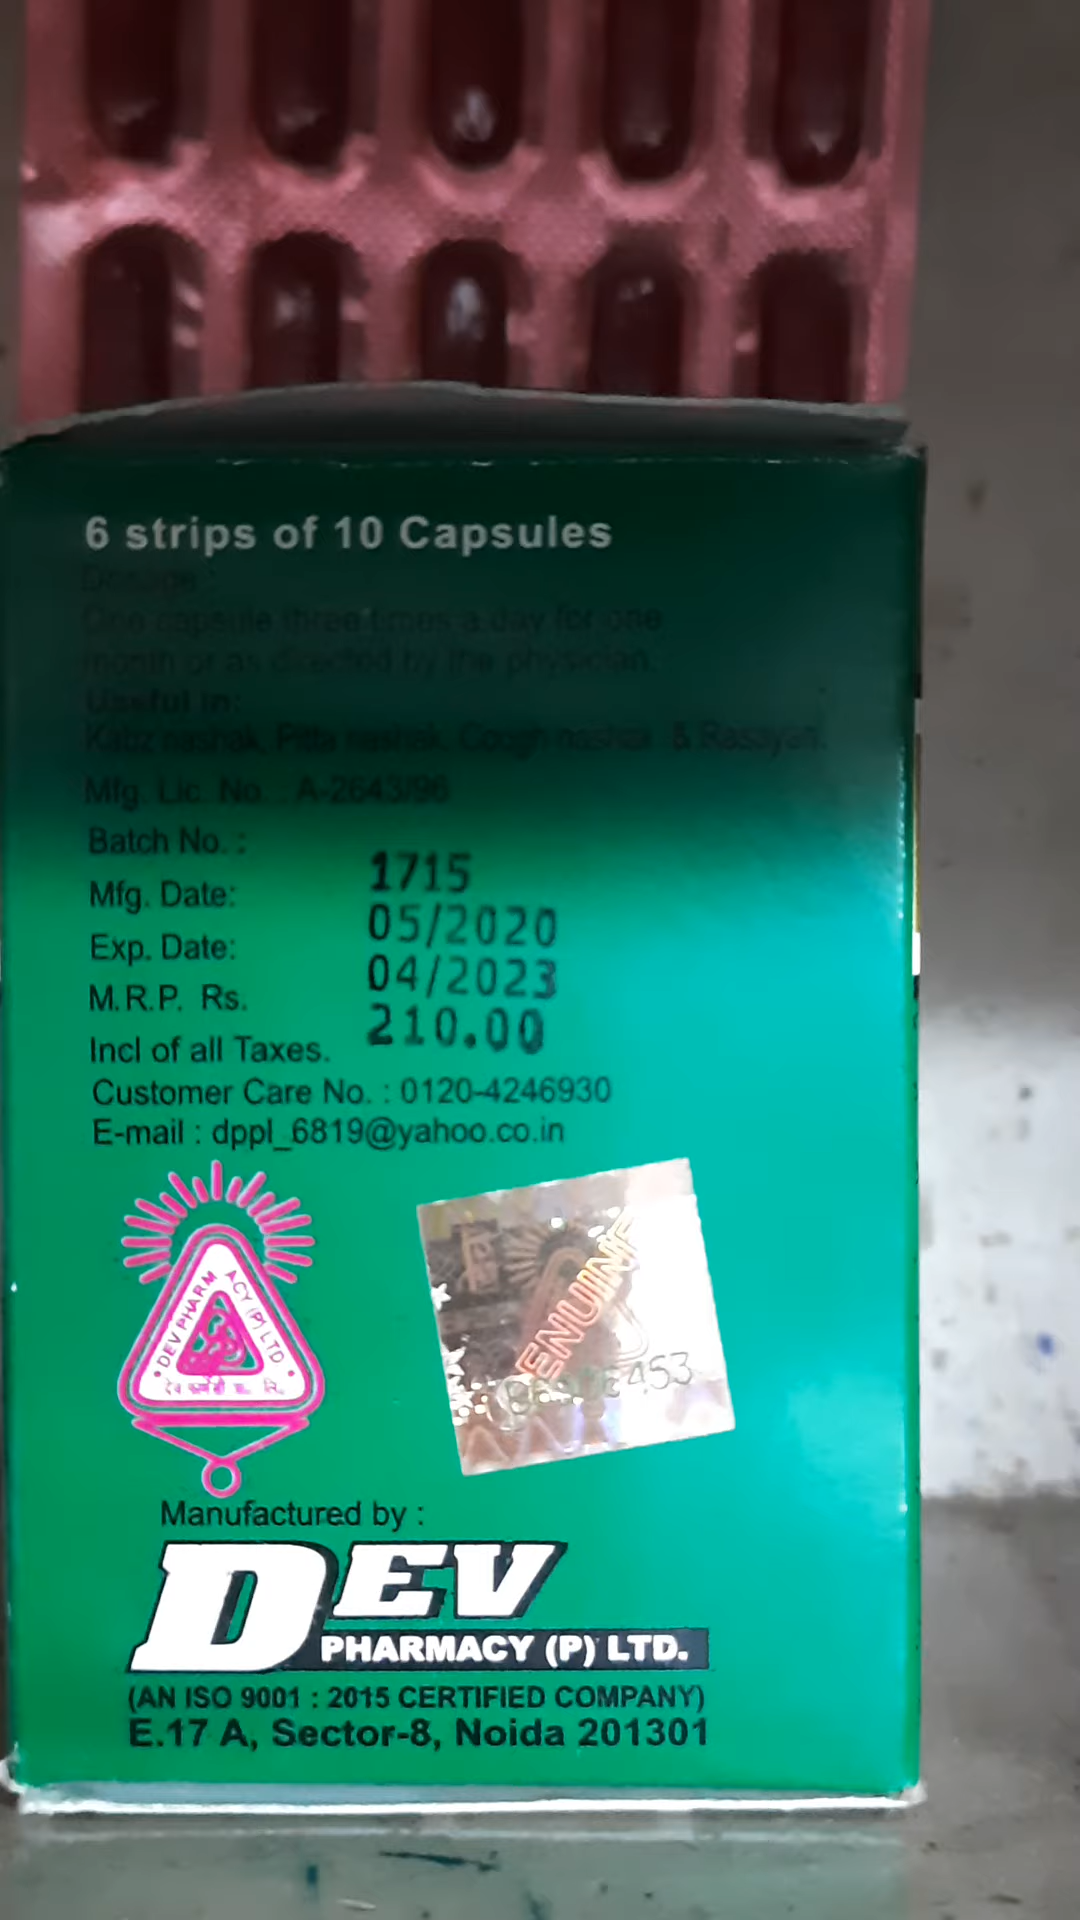 6 strips of 10 Capsules
Dosage :
One capsule three times a day for one
month or as directed by the physician.
Useful in:
Kabz nashak, Pitta nashak, Cough nashak & Rasayan.
Mfg. Lic. No. : A-2643/96
Batch No. : 1715
Mfg. Date: 05/2020
Exp. Date: 04/2023
M.R.P. Rs. 210.00
Incl of all Taxes.
Customer Care No. : 0120-4246930
E-mail : dppl_6819@yahoo.co.in
DEV PHARMACY (P) LTD
ENUINE
453
Manufactured by :
DEV
PHARMACY (P) LTD.
(AN ISO 9001 : 2015 CERTIFIED COMPANY)
E.17 A, Sector-8, Noida 201301